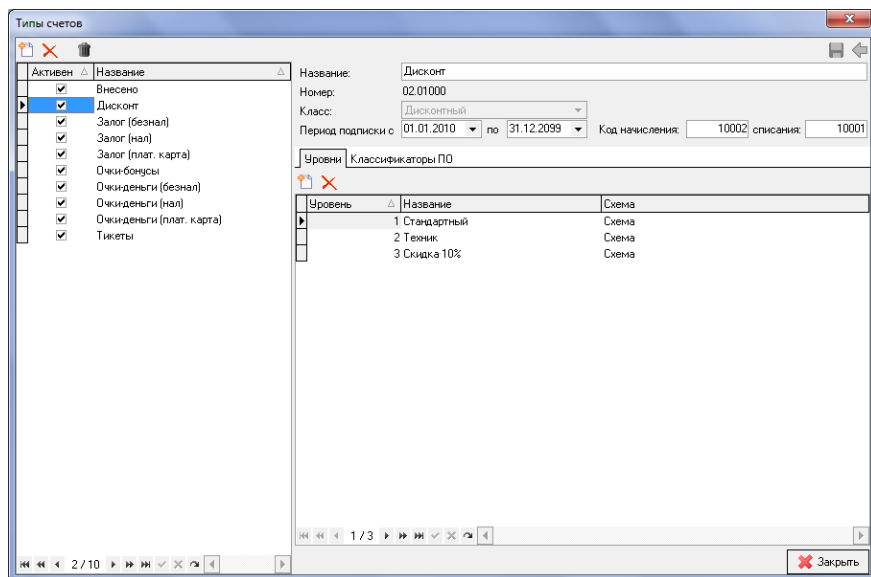 Типы счетов
Активен Название
Внесено
Дисконт
Залог (безнал)
Залог (нал)
Залог (плат. карта)
Очки-бонусы
Очки-деньги (безнал)
Очки-деньги (нал)
Очки-деньги (плат. карта)
Тикеты
2 / 10
Название: Дисконт
Номер: 02.01000
Класс: Дисконтный
Период подписки с 01.01.2010 по 31.12.2099 Код начисления: 10002 списания: 10001
Уровни Классификаторы ПО
Уровень Название Схема
1 Стандартный Схема
2 Техник Схема
3 Скидка 10% Схема
1 / 3
Закрыть